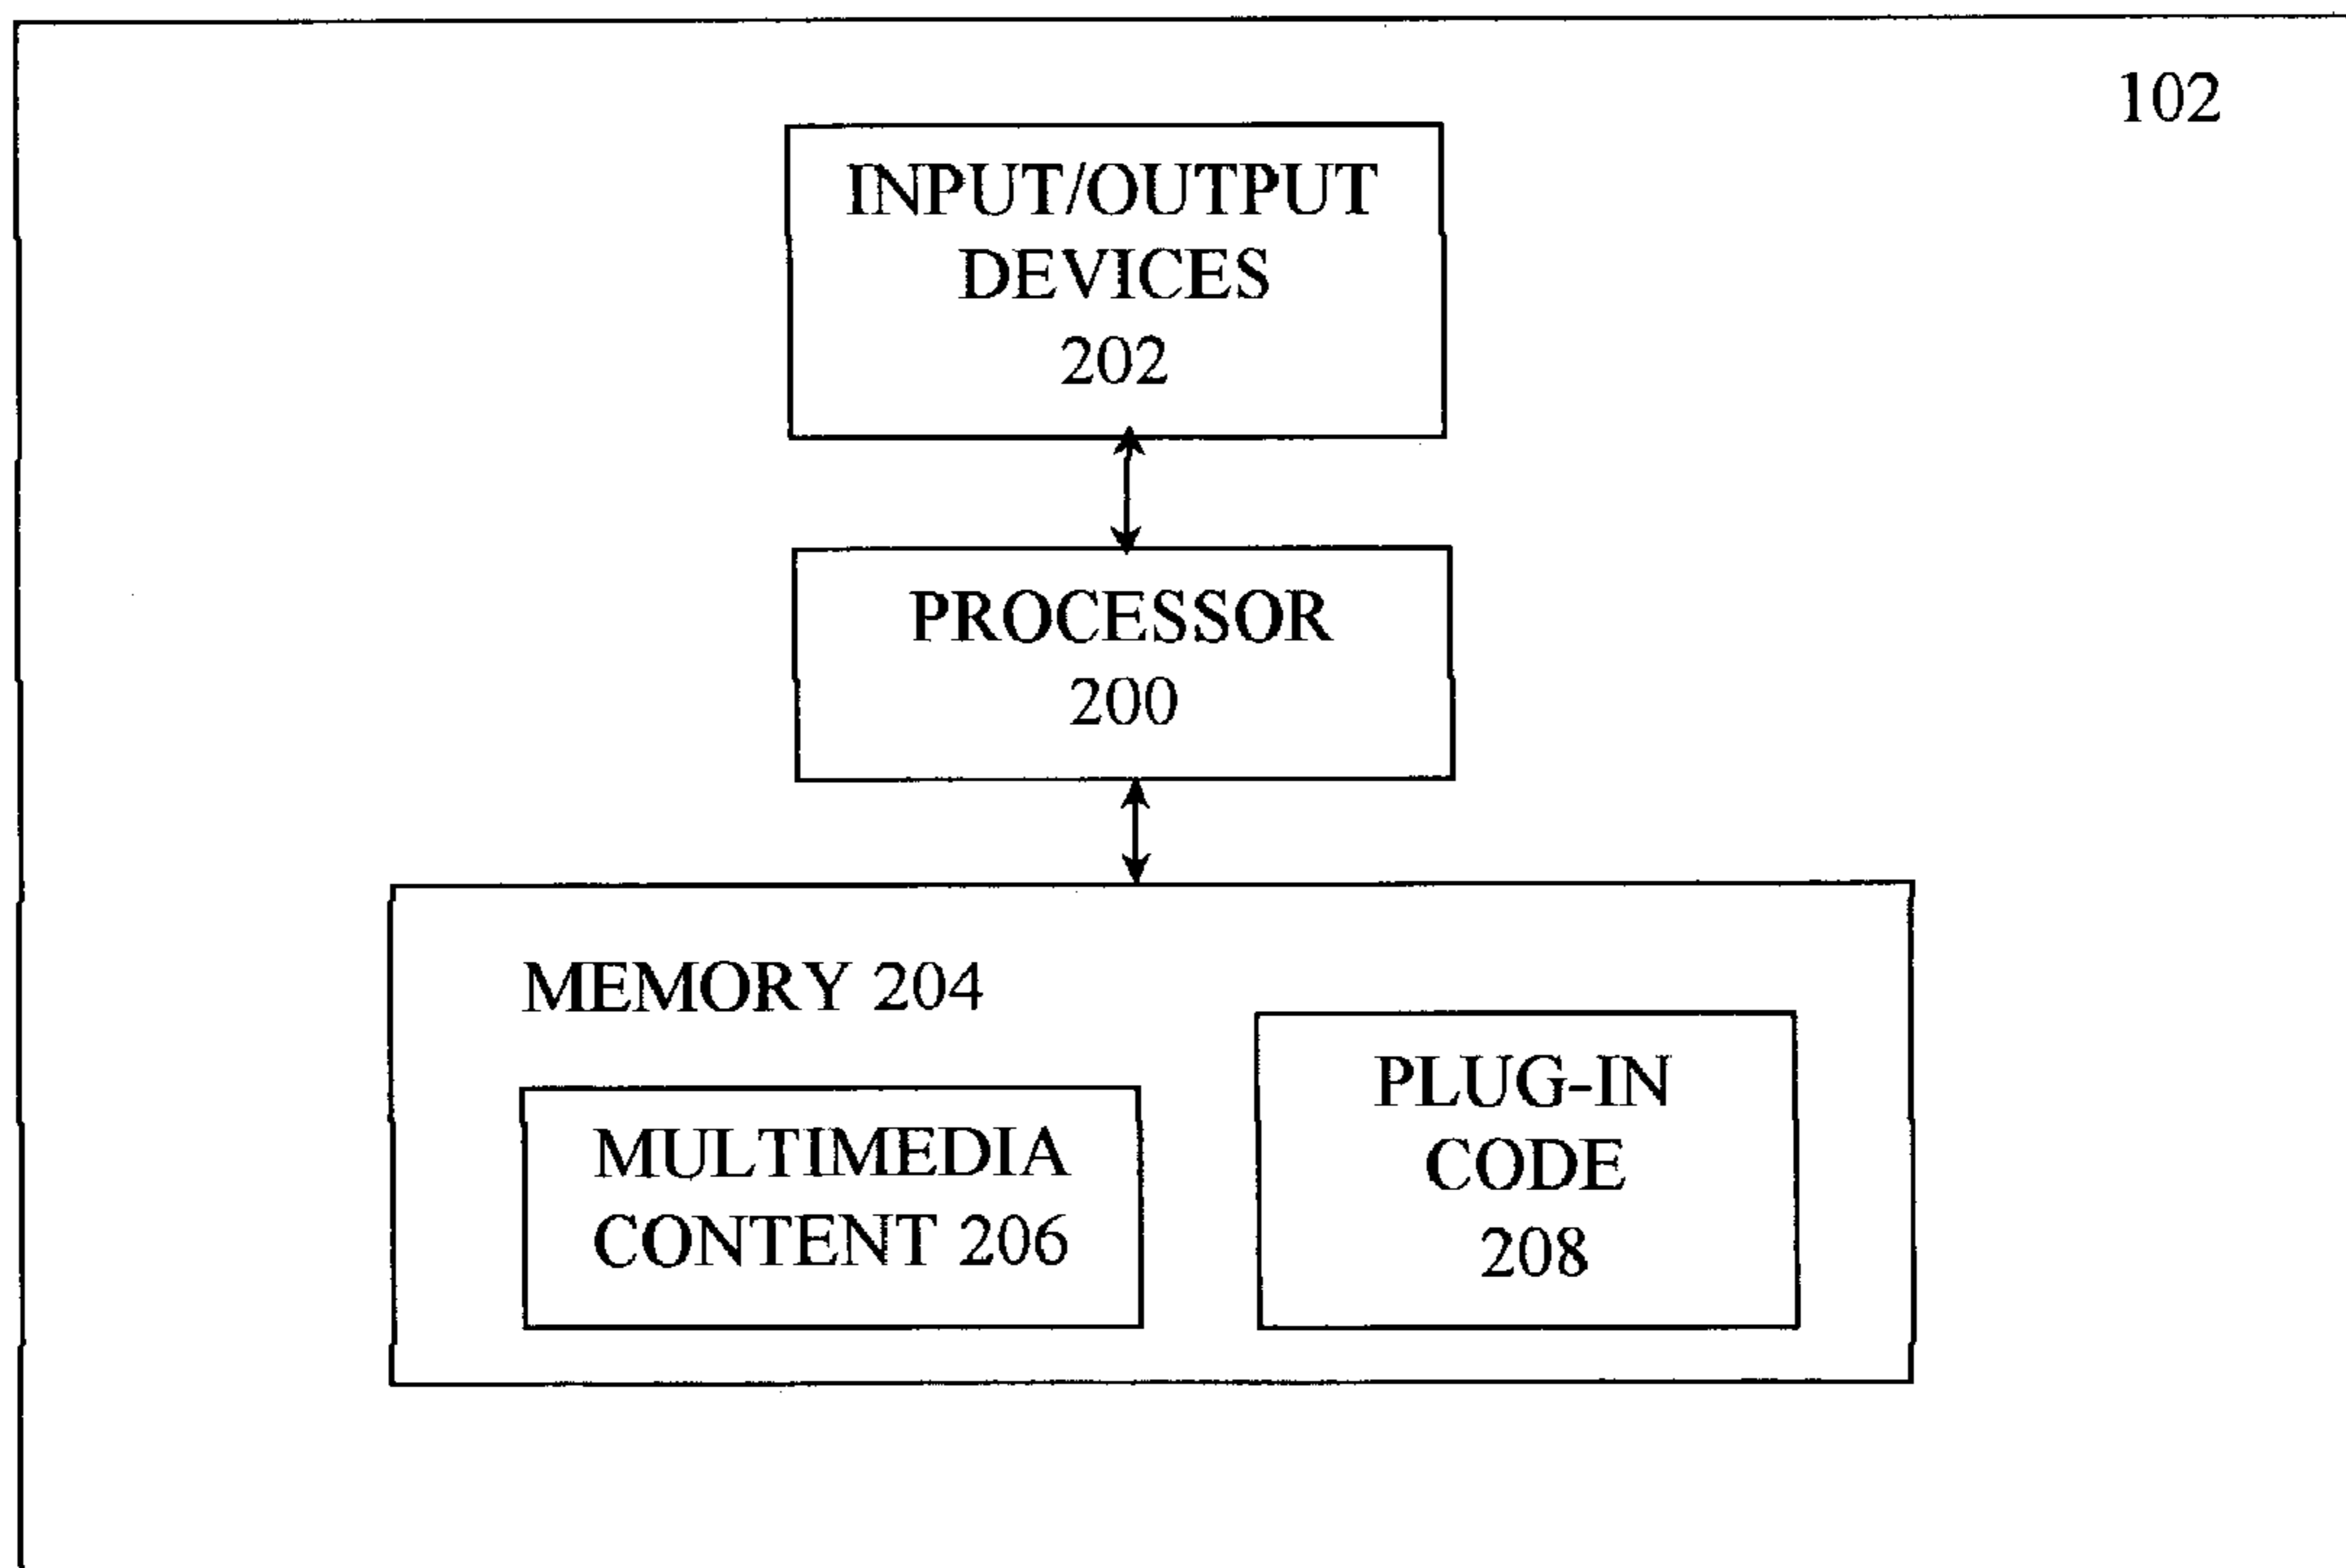 102
INPUT/OUTPUT
DEVICES
202
PROCESSOR
200
MEMORY 204
MULTIMEDIA
CONTENT 206
PLUG-IN
CODE
208